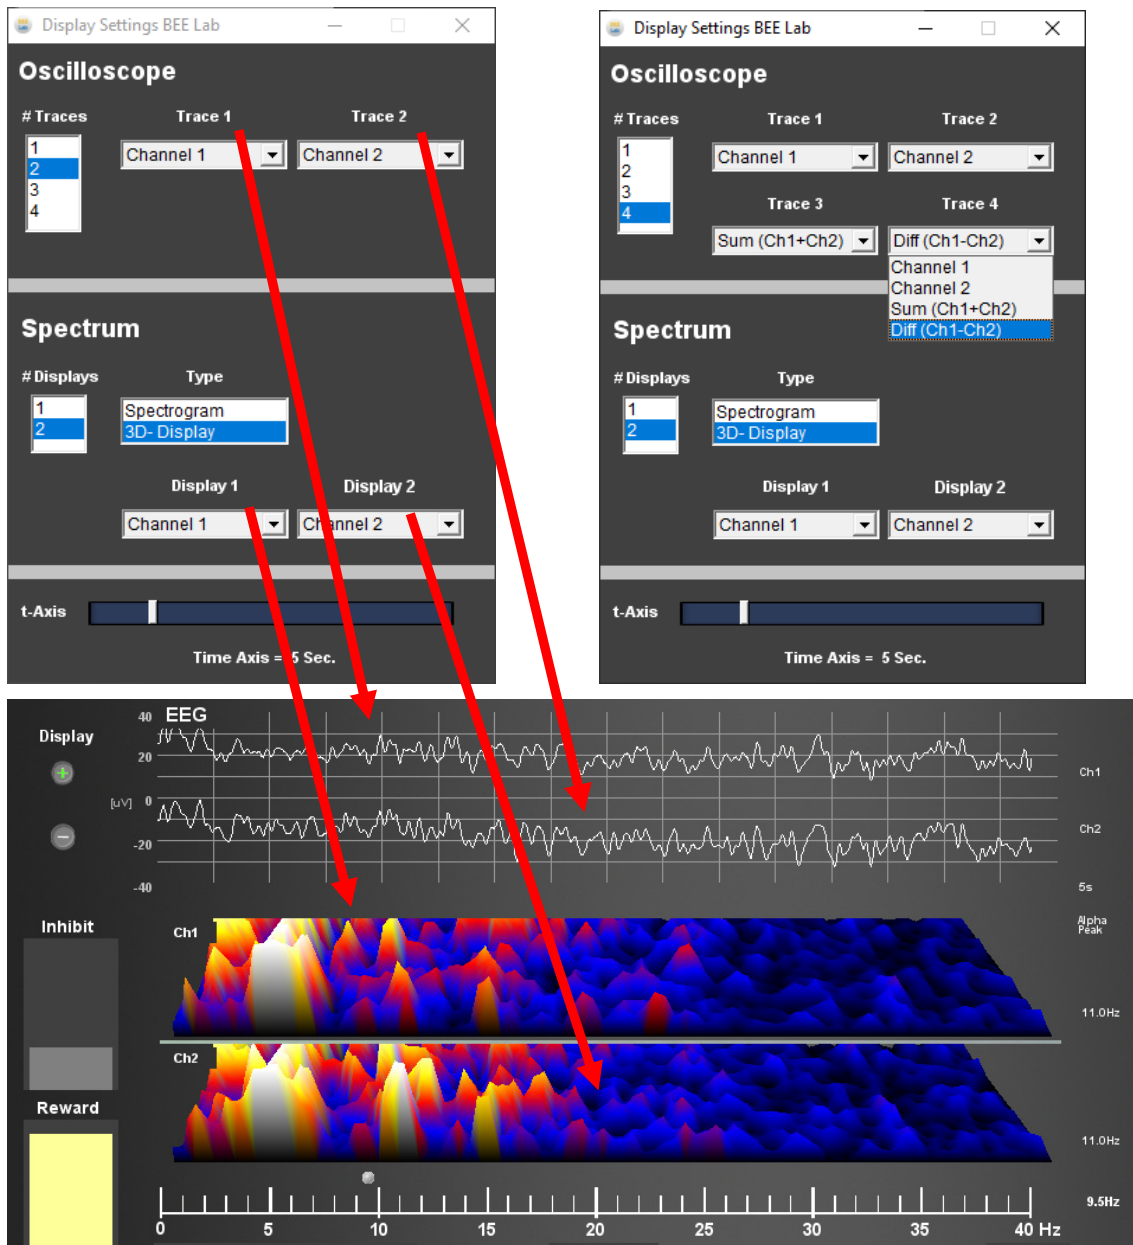 Display Settings BEE Lab
Oscilloscope
# Traces
Trace 1
Trace 2
1
2
3
4
Channel 1
Channel 2
Spectrum
# Displays
Type
1
2
Spectrogram
3D- Display
Display 1
Display 2
Channel 1
Channel 2
t-Axis
Time Axis = 5 Sec.
Display Settings BEE Lab
Oscilloscope
# Traces
Trace 1
Trace 2
1
2
3
4
Channel 1
Channel 2
Trace 3
Trace 4
Sum (Ch1+Ch2)
Diff (Ch1-Ch2)
Channel 1
Channel 2
Sum (Ch1+Ch2)
Diff (Ch1-Ch2)
Spectrum
# Displays
Type
1
2
Spectrogram
3D- Display
Display 1
Display 2
Channel 1
Channel 2
t-Axis
Time Axis = 5 Sec.
Display
+
−
EEG
40
20
[uV] 0
-20
-40
Ch1
Ch2
5s
Inhibit
Reward
Ch1
Alpha
Peak
11.0Hz
Ch2
11.0Hz
9.5Hz
0 5 10 15 20 25 30 35 40 Hz